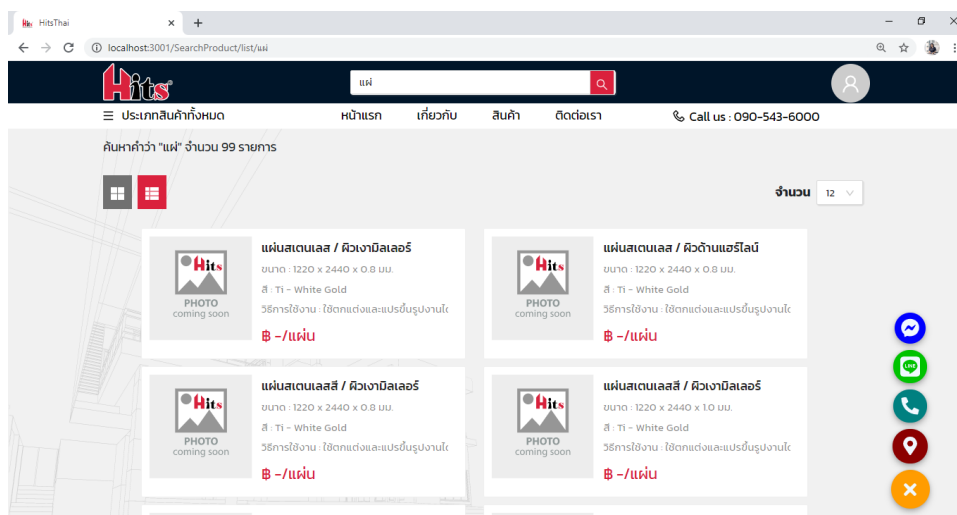 HitsThai
localhost:3001/SearchProduct/list/แผ่
Hits
แผ่
ประเภทสินค้าทั้งหมด หน้าแรก เกี่ยวกับ สินค้า ติดต่อเรา Call us : 090-543-6000
ค้นหาคำว่า "แผ่" จำนวน 99 รายการ
จำนวน 12
แผ่นสเตนเลส / ผิวเงามิลเลอร์
ขนาด : 1220 x 2440 x 0.8 มม.
สี : Ti - White Gold
วิธีการใช้งาน : ใช้ตกแต่งและแปรขึ้นรูปงานได
฿ -/แผ่น
Hits
PHOTO
coming soon
แผ่นสเตนเลส / ผิวด้านแฮร์ไลน์
ขนาด : 1220 x 2440 x 0.8 มม.
สี : Ti - White Gold
วิธีการใช้งาน : ใช้ตกแต่งและแปรขึ้นรูปงานได
฿ -/แผ่น
Hits
PHOTO
coming soon
แผ่นสเตนเลสสี / ผิวเงามิลเลอร์
ขนาด : 1220 x 2440 x 0.8 มม.
สี : Ti - White Gold
วิธีการใช้งาน : ใช้ตกแต่งและแปรขึ้นรูปงานได
฿ -/แผ่น
Hits
PHOTO
coming soon
แผ่นสเตนเลสสี / ผิวเงามิลเลอร์
ขนาด : 1220 x 2440 x 1.0 มม.
สี : Ti - White Gold
วิธีการใช้งาน : ใช้ตกแต่งและแปรขึ้นรูปงานได
฿ -/แผ่น
Hits
PHOTO
coming soon
LINE